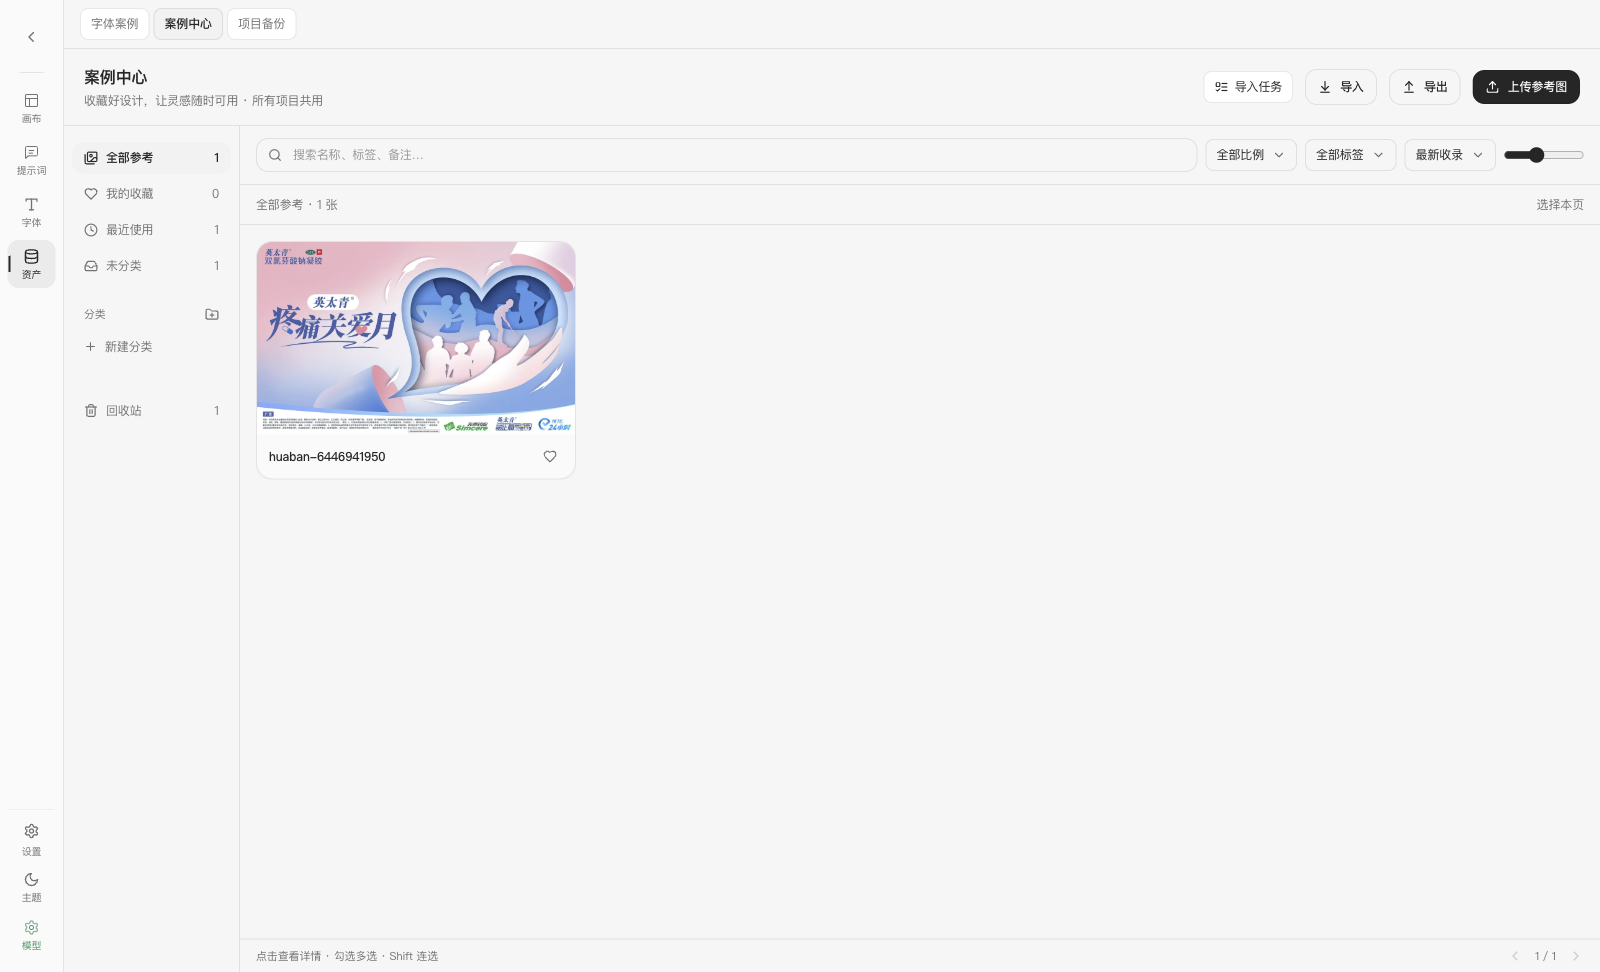 字体案例
案例中心
项目备份
案例中心
收藏好设计，让灵感随时可用 · 所有项目共用
导入任务
导入
导出
上传参考图
画布
提示词
字体
资产
设置
主题
模型
全部参考 1
我的收藏 0
最近使用 1
未分类 1
分类
新建分类
回收站 1
搜索名称、标签、备注...
全部比例
全部标签
最新收录
全部参考 · 1 张
选择本页
英太青®
双氯芬酸钠凝胶
英太青®
疼痛关爱月
Simcere
英太青®
24小时
huaban-6446941950
点击查看详情 · 勾选多选 · Shift 连选
1 / 1